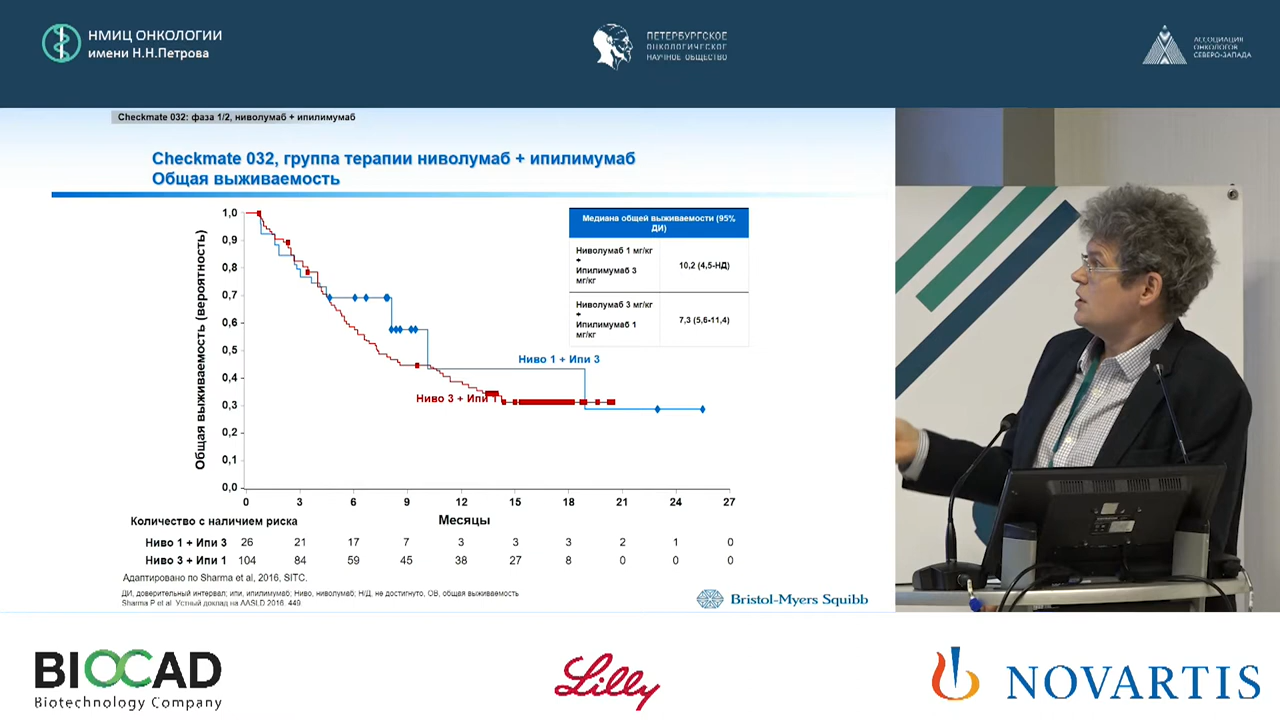 НМИЦ ОНКОЛОГИИ
имени Н.Н.Петрова
ПЕТЕРБУРГСКОЕ
ОНКОЛОГИЧЕСКОЕ
НАУЧНОЕ ОБЩЕСТВО
АССОЦИАЦИЯ
ОНКОЛОГОВ
СЕВЕРО-ЗАПАДА
Checkmate 032: фаза 1/2, ниволумаб + ипилимумаб
Checkmate 032, группа терапии ниволумаб + ипилимумаб
Общая выживаемость
Общая выживаемость (вероятность)
1,0
0,9
0,8
0,7
0,6
0,5
0,4
0,3
0,2
0,1
0,0
Медиана общей выживаемости (95%
ДИ)
Ниволумаб 1 мг/кг
+
Ипилимумаб 3
мг/кг
10,2 (4,5-НД)
Ниволумаб 3 мг/кг
+
Ипилимумаб 1
мг/кг
7,3 (5,6-11,4)
Ниво 1 + Ипи 3
Ниво 3 + Ипи 1
0 3 6 9 12 15 18 21 24 27
Количество с наличием риска
Месяцы
Ниво 1 + Ипи 3 26 21 17 7 3 3 3 2 1 0
Ниво 3 + Ипи 1 104 84 59 45 38 27 8 0 0 0
Адаптировано по Sharma et al, 2016, SITC.
ДИ, доверительный интервал; ипи, ипилимумаб; Ниво, ниволумаб; Н/Д, не достигнуто, ОВ, общая выживаемость
Sharma P et al. Устный доклад на AASLD 2016. 449.
Bristol-Myers Squibb
BIOCAD
Biotechnology Company
Lilly
NOVARTIS